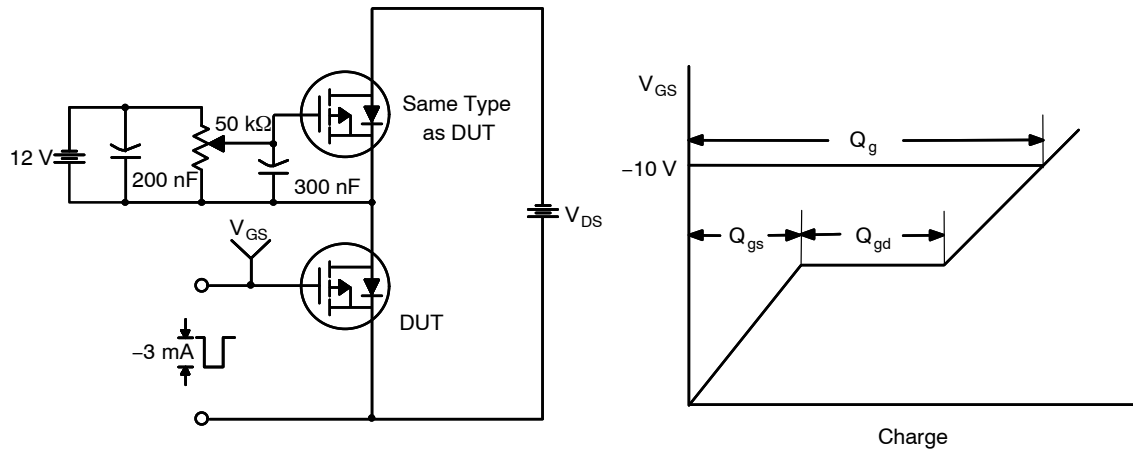 12 V
200 nF
50 kΩ
300 nF
Same Type
as DUT
V_GS
DUT
−3 mA
V_DS
V_GS
−10 V
Q_g
Q_gs
Q_gd
Charge